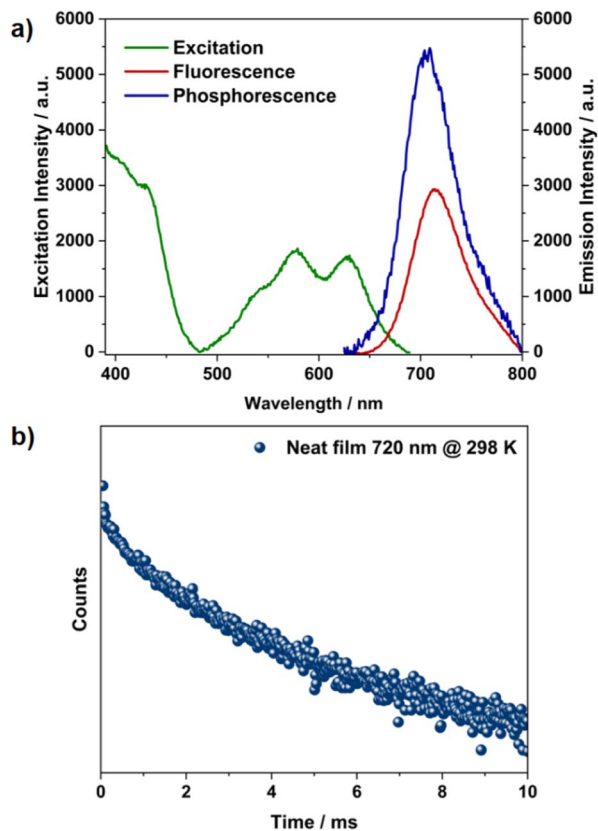 a)
Excitation
Fluorescence
Phosphorescence
Excitation Intensity / a.u.
6000
5000
4000
3000
2000
1000
0
6000
5000
4000
3000
2000
1000
0
Emission Intensity / a.u.
400 500 600 700 800
Wavelength / nm
b)
Neat film 720 nm @ 298 K
Counts
0 2 4 6 8 10
Time / ms